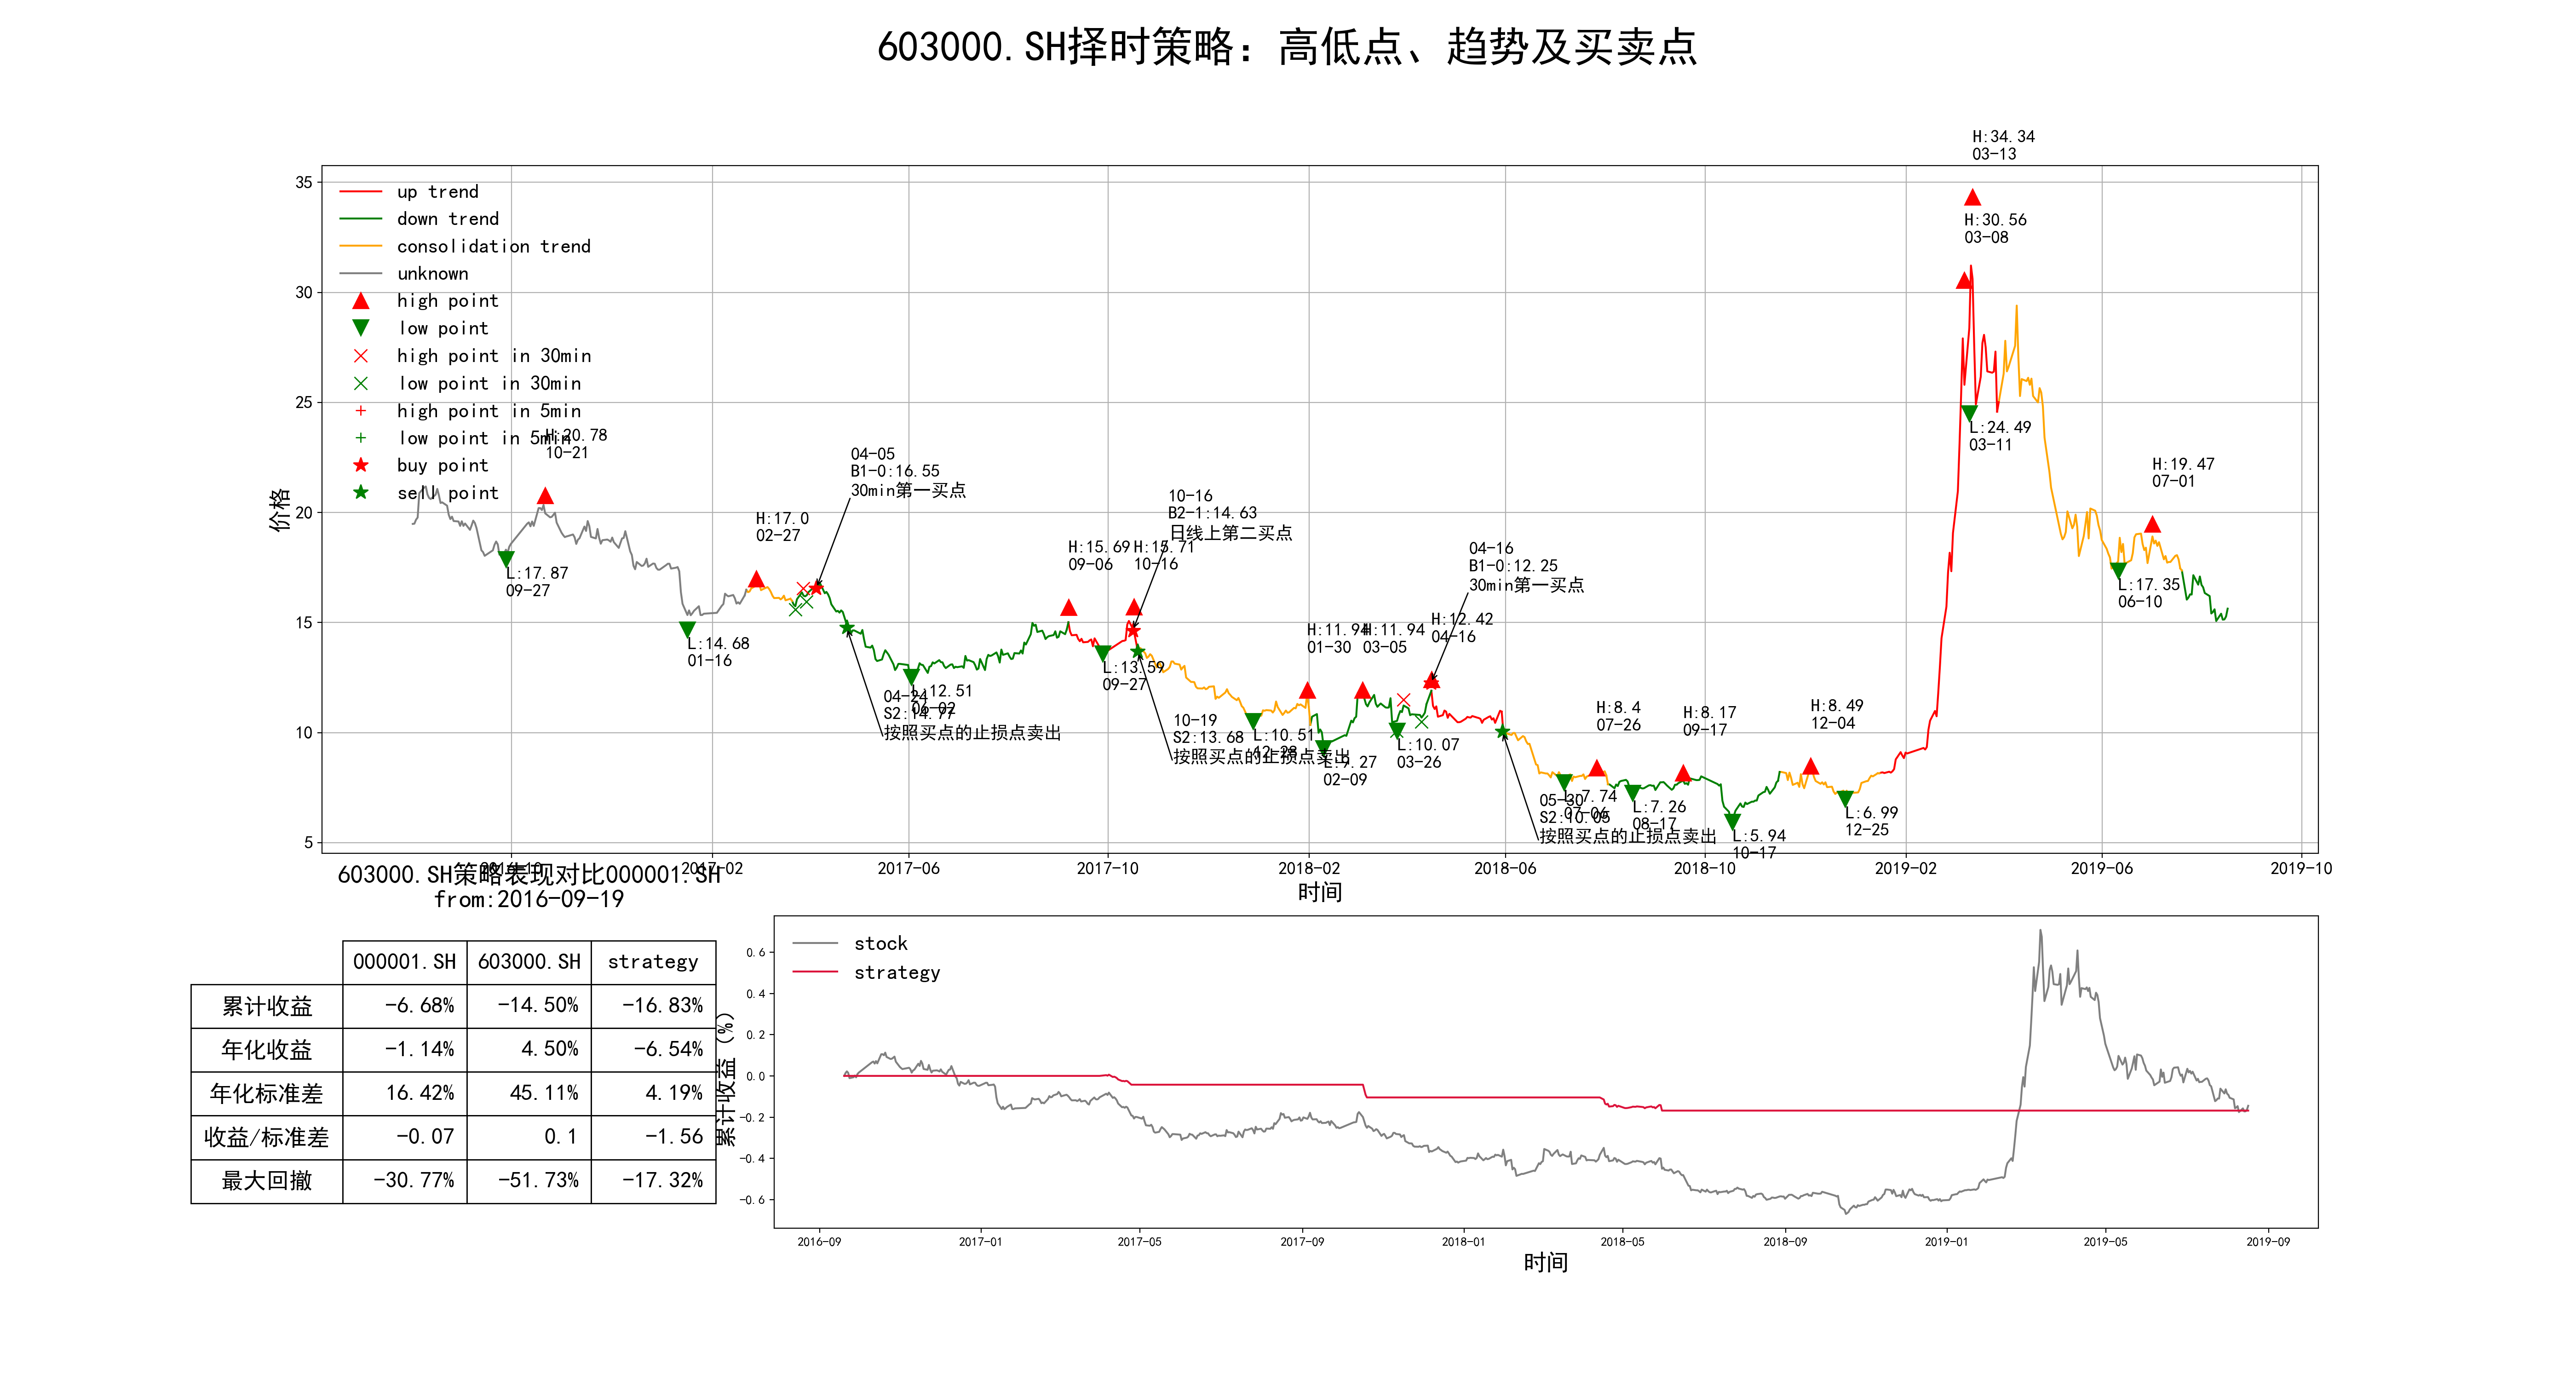 603000.SH择时策略：高低点、趋势及买卖点
H:34.34
03-13
H:30.56
03-08
L:24.49
03-11
H:19.47
07-01
L:17.35
06-10
up trend
down trend
consolidation trend
unknown
high point
low point
high point in 30min
low point in 30min
high point in 5min
low point in 5min
buy point
sell point
H:20.78
10-21
L:17.87
09-27
L:14.68
01-16
H:17.0
02-27
04-05
B1-0:16.55
30min第一买点
04-24
S2:14.77
按照买点的止损点卖出
L:12.51
06-02
H:15.69
09-06
H:15.71
10-16
10-16
B2-1:14.63
日线上第二买点
L:13.59
09-27
10-19
S2:13.68
按照买点的止损点卖出
L:10.51
12-28
H:11.94
01-30
H:11.94
03-05
L:9.27
02-09
L:10.07
03-26
04-16
B1-0:12.25
30min第一买点
H:12.42
04-16
05-30
S2:10.05
按照买点的止损点卖出
L:7.74
07-06
H:8.4
07-26
L:7.26
08-17
H:8.17
09-17
L:5.94
10-17
H:8.49
12-04
L:6.99
12-25
35
30
25
20
15
10
5
价格
2016-10
2017-02
2017-06
2017-10
2018-02
2018-06
2018-10
2019-02
2019-06
2019-10
时间
603000.SH策略表现对比000001.SH
from:2016-09-19
000001.SH 603000.SH strategy
累计收益 -6.68% -14.50% -16.83%
年化收益 -1.14% 4.50% -6.54%
年化标准差 16.42% 45.11% 4.19%
收益/标准差 -0.07 0.1 -1.56
最大回撤 -30.77% -51.73% -17.32%
stock
strategy
0.6
0.4
0.2
0.0
-0.2
-0.4
-0.6
累计收益（%）
2016-09
2017-01
2017-05
2017-09
2018-01
2018-05
2018-09
2019-01
2019-05
2019-09
时间